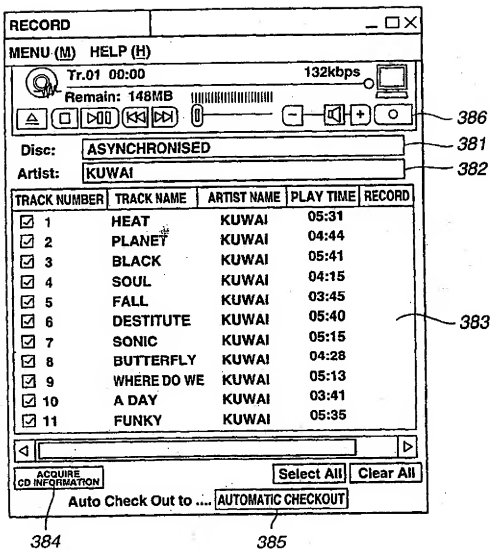 RECORD
MENU (M) HELP (H)
Tr.01 00:00 132kbps
Remain: 148MB
386
Disc: ASYNCHRONISED 381
Artist: KUWAI 382
TRACK NUMBER TRACK NAME ARTIST NAME PLAY TIME RECORD
1 HEAT KUWAI 05:31
2 PLANET KUWAI 04:44
3 BLACK KUWAI 05:41
4 SOUL KUWAI 04:15
5 FALL KUWAI 03:45
6 DESTITUTE KUWAI 05:40
383
7 SONIC KUWAI 05:15
8 BUTTERFLY KUWAI 04:28
9 WHERE DO WE KUWAI 05:13
10 A DAY KUWAI 03:41
11 FUNKY KUWAI 05:35
ACQUIRE
CD INFORMATION
Select All Clear All
Auto Check Out to .... AUTOMATIC CHECKOUT
384 385